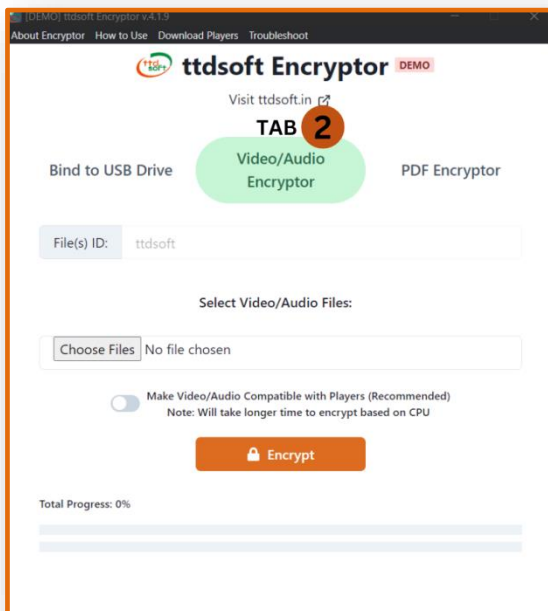 [DEMO] ttdsoft Encryptor v.4.1.9
About Encryptor How to Use Download Players Troubleshoot
ttd soft ttdsoft Encryptor DEMO
Visit ttdsoft.in
TAB 2
Bind to USB Drive
Video/Audio
Encryptor
PDF Encryptor
File(s) ID: ttdsoft
Select Video/Audio Files:
Choose Files No file chosen
Make Video/Audio Compatible with Players (Recommended)
Note: Will take longer time to encrypt based on CPU
Encrypt
Total Progress: 0%